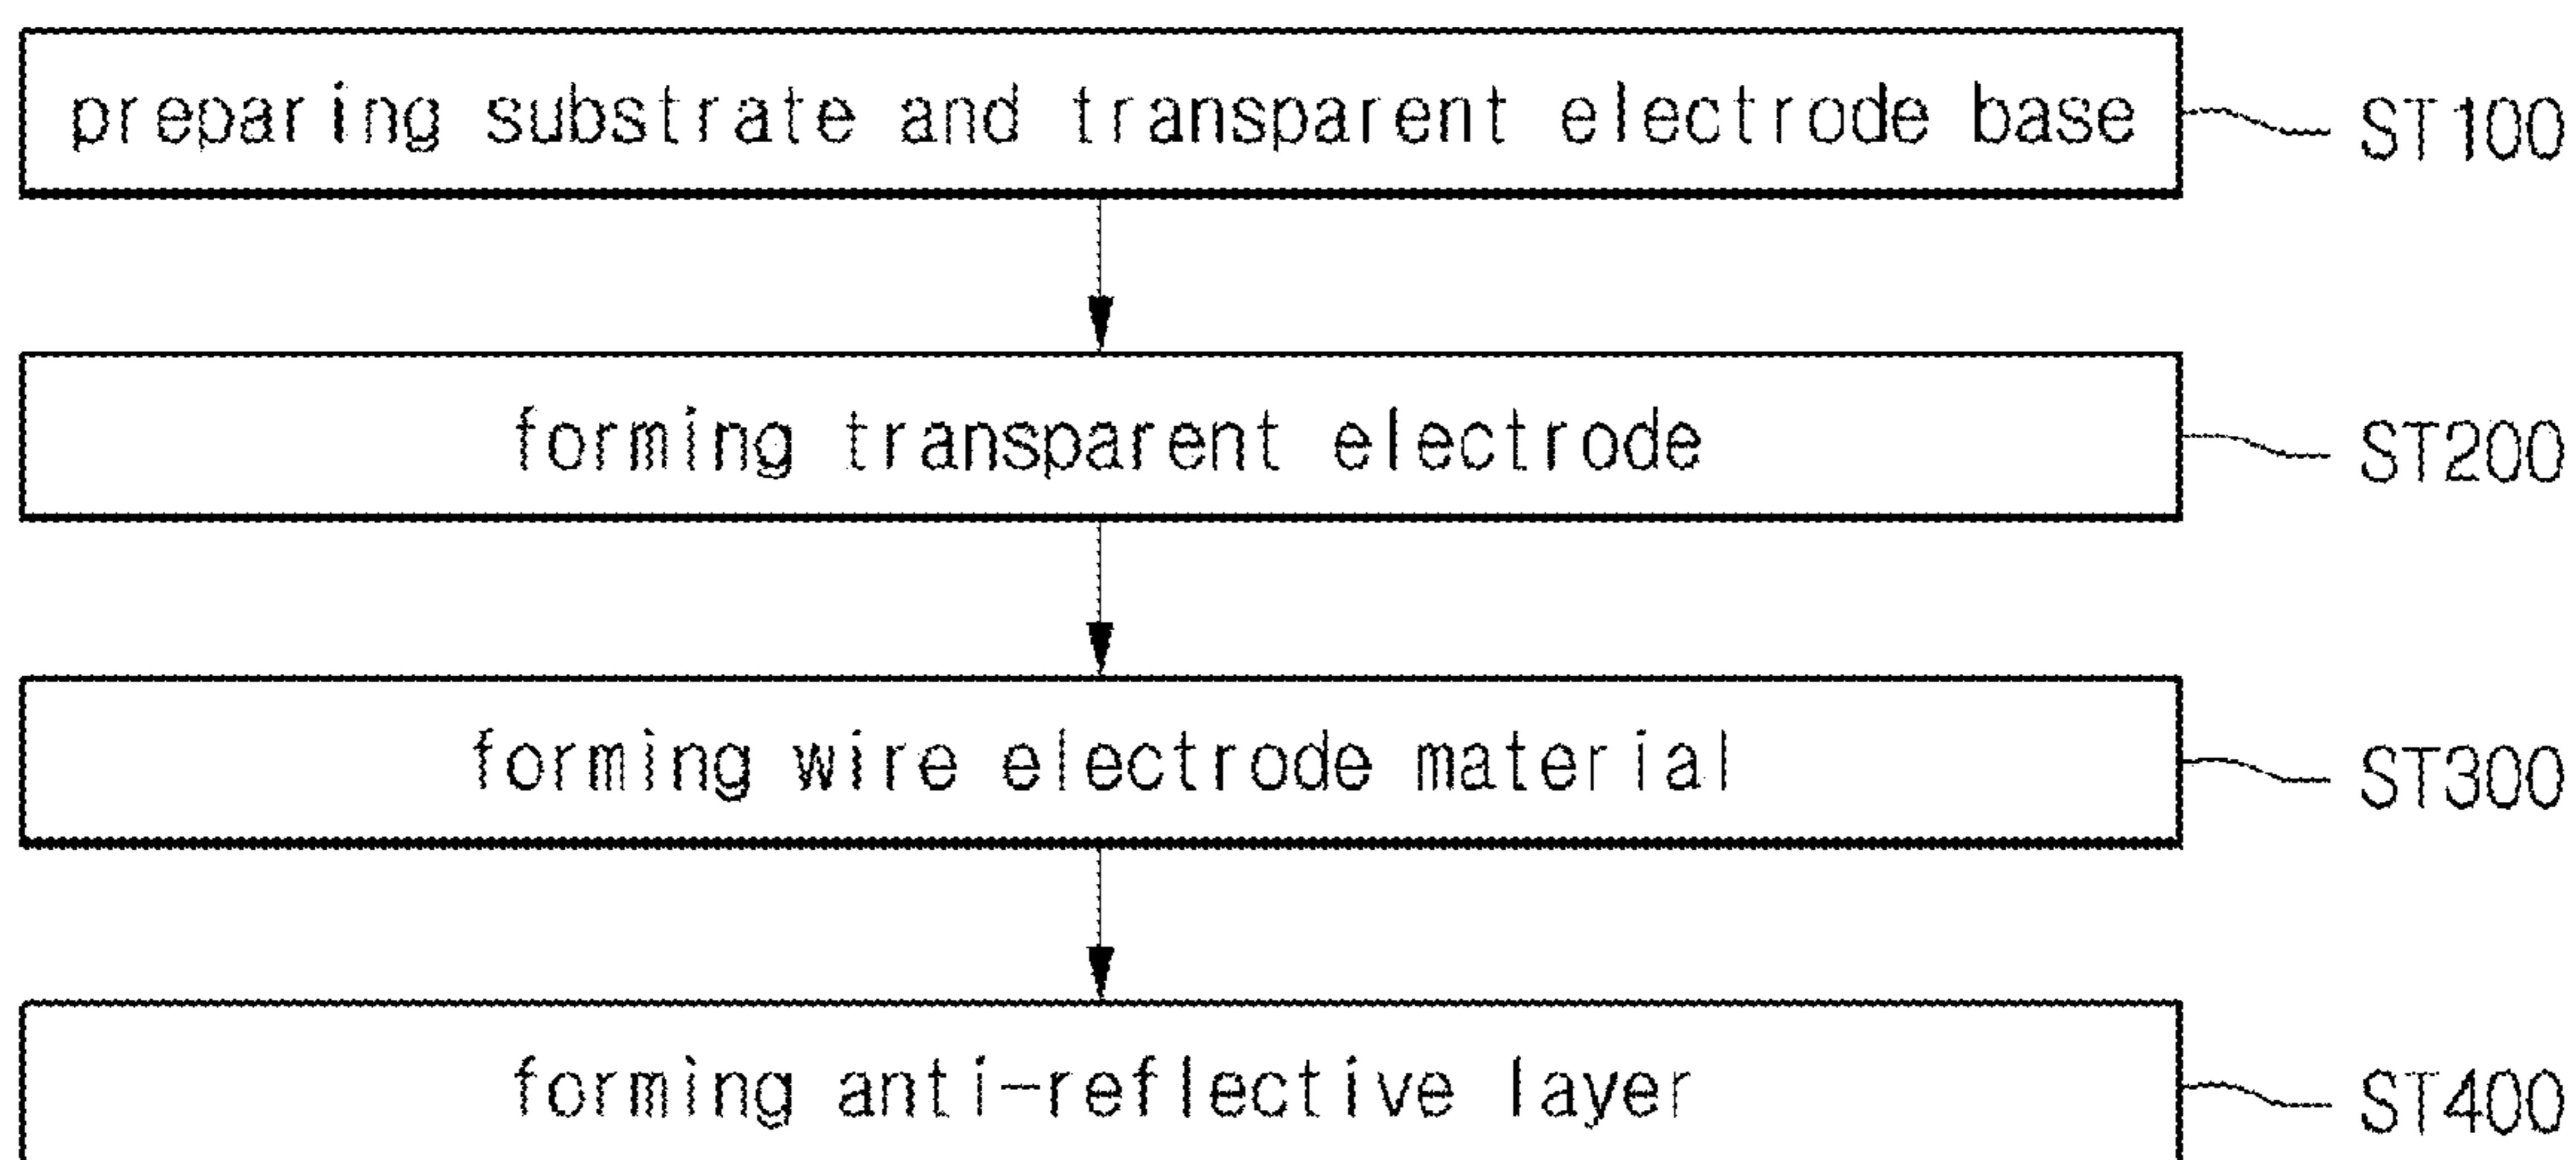 preparing substrate and transparent electrode base ST100
forming transparent electrode ST200
forming wire electrode material ST300
forming anti-reflective layer ST400